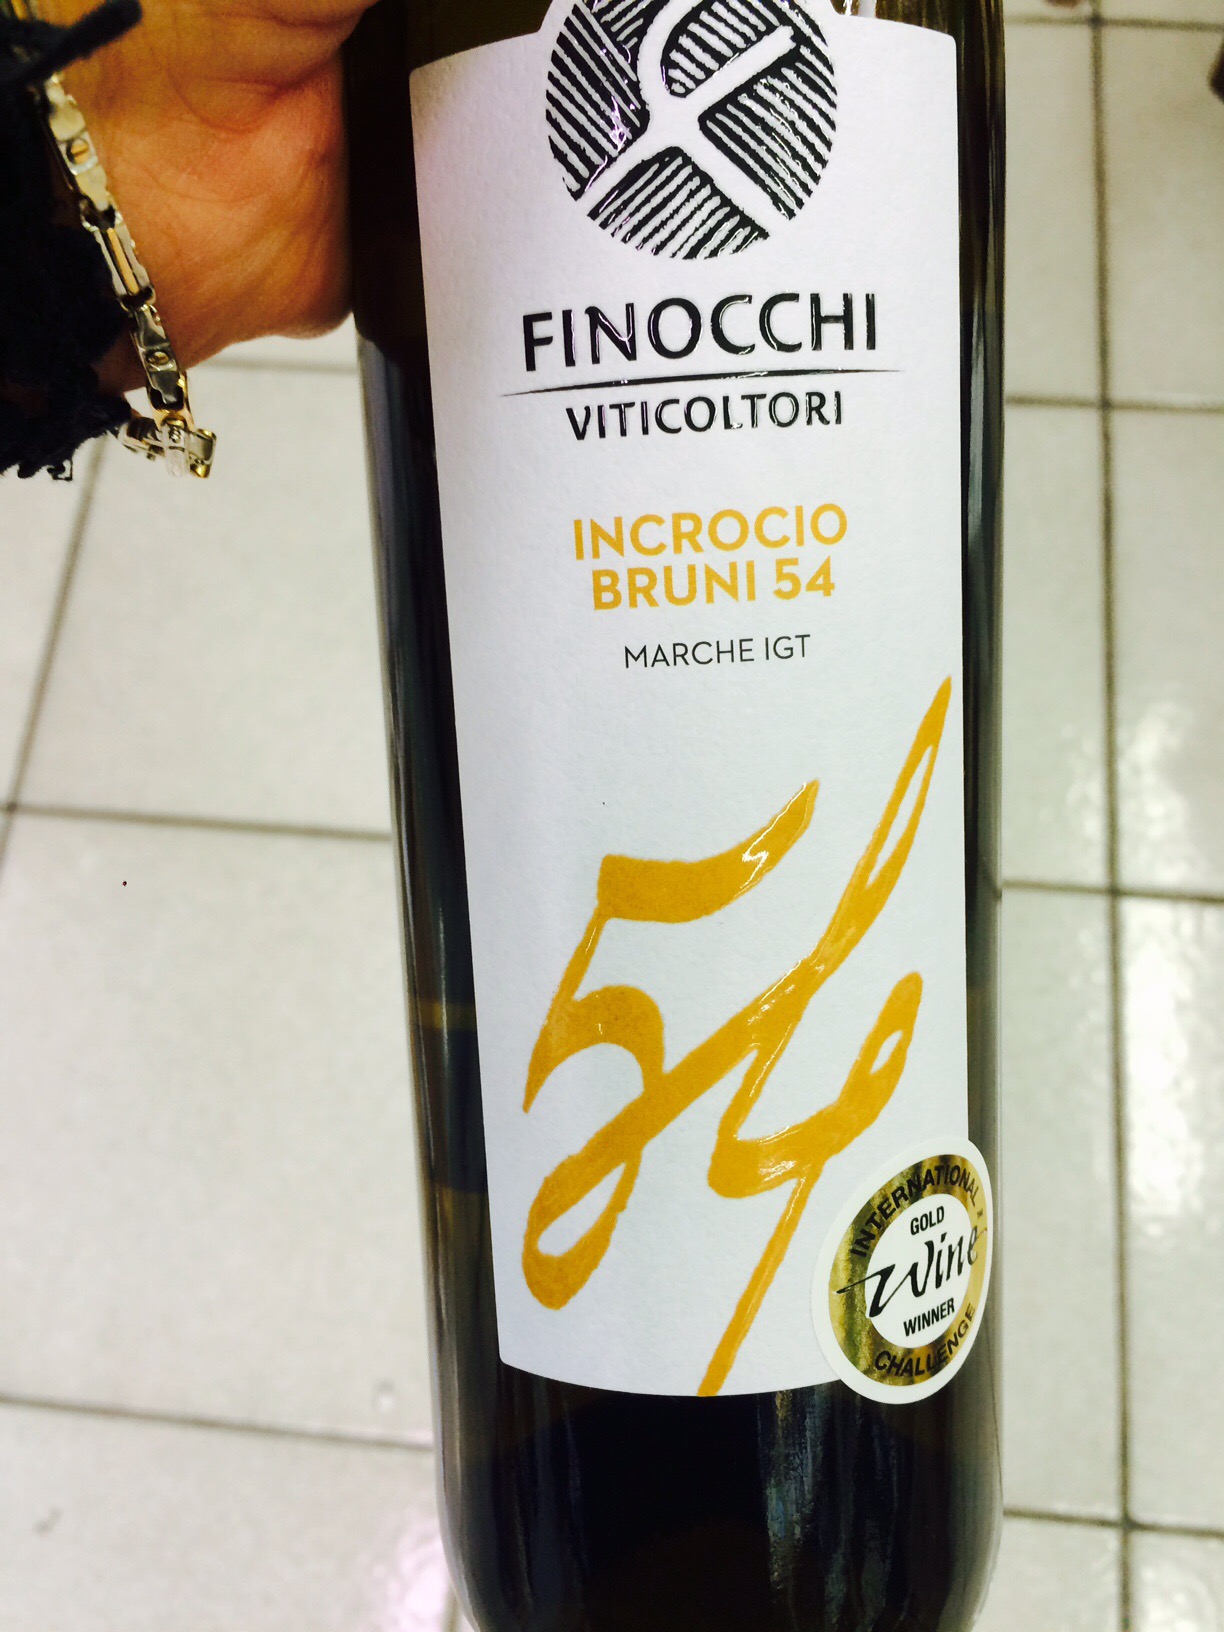 FINOCCHI
VITICOLTORI
INCROCIO
BRUNI 54
MARCHE IGT
54
INTERNATIONAL
GOLD
Wine
WINNER
CHALLENGE